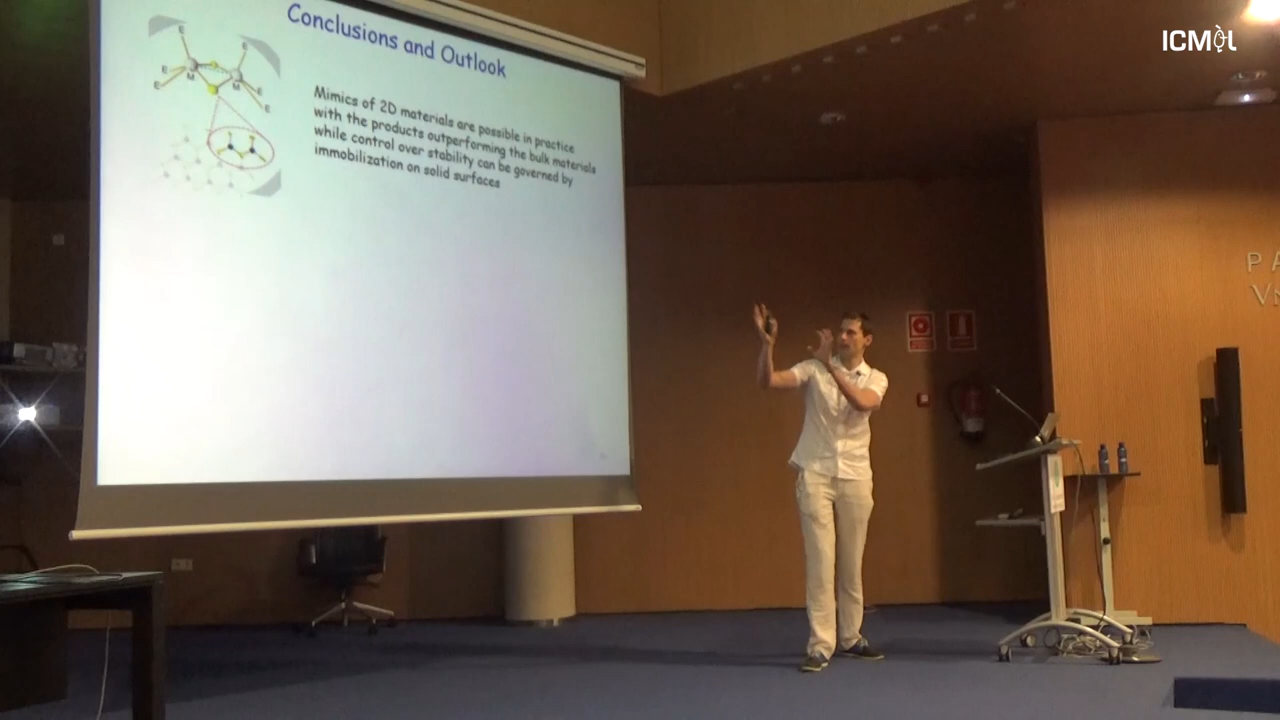 ICMOL
Conclusions and Outlook
E
E
E
M
M
E
E
E
Mimics of 2D materials are possible in practice
with the products outperforming the bulk materials
while control over stability can be governed by
immobilization on solid surfaces
PA